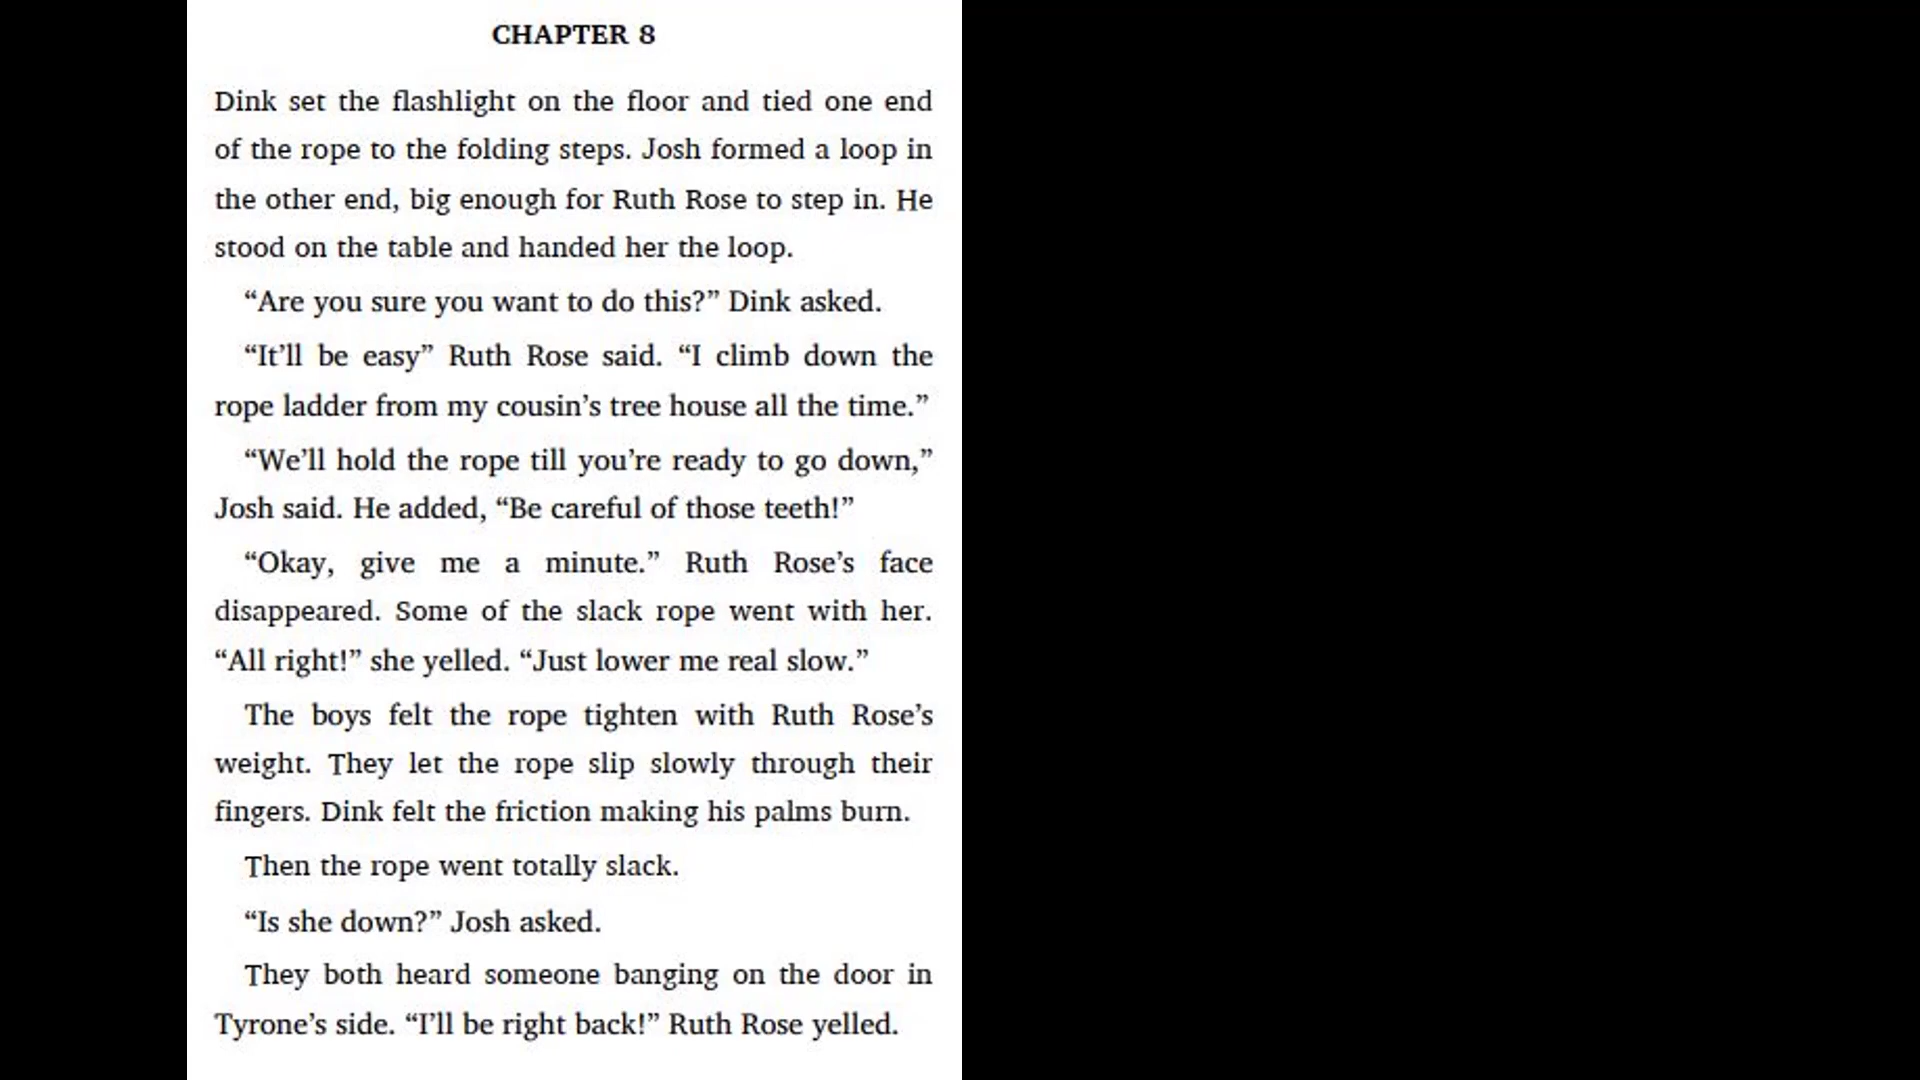 CHAPTER 8
Dink set the flashlight on the floor and tied one end
of the rope to the folding steps. Josh formed a loop in
the other end, big enough for Ruth Rose to step in. He
stood on the table and handed her the loop.
“Are you sure you want to do this?” Dink asked.
“It’ll be easy” Ruth Rose said. “I climb down the
rope ladder from my cousin’s tree house all the time.”
“We’ll hold the rope till you’re ready to go down,”
Josh said. He added, “Be careful of those teeth!”
“Okay, give me a minute.” Ruth Rose’s face
disappeared. Some of the slack rope went with her.
“All right!” she yelled. “Just lower me real slow.”
The boys felt the rope tighten with Ruth Rose’s
weight. They let the rope slip slowly through their
fingers. Dink felt the friction making his palms burn.
Then the rope went totally slack.
“Is she down?” Josh asked.
They both heard someone banging on the door in
Tyrone’s side. “I’ll be right back!” Ruth Rose yelled.